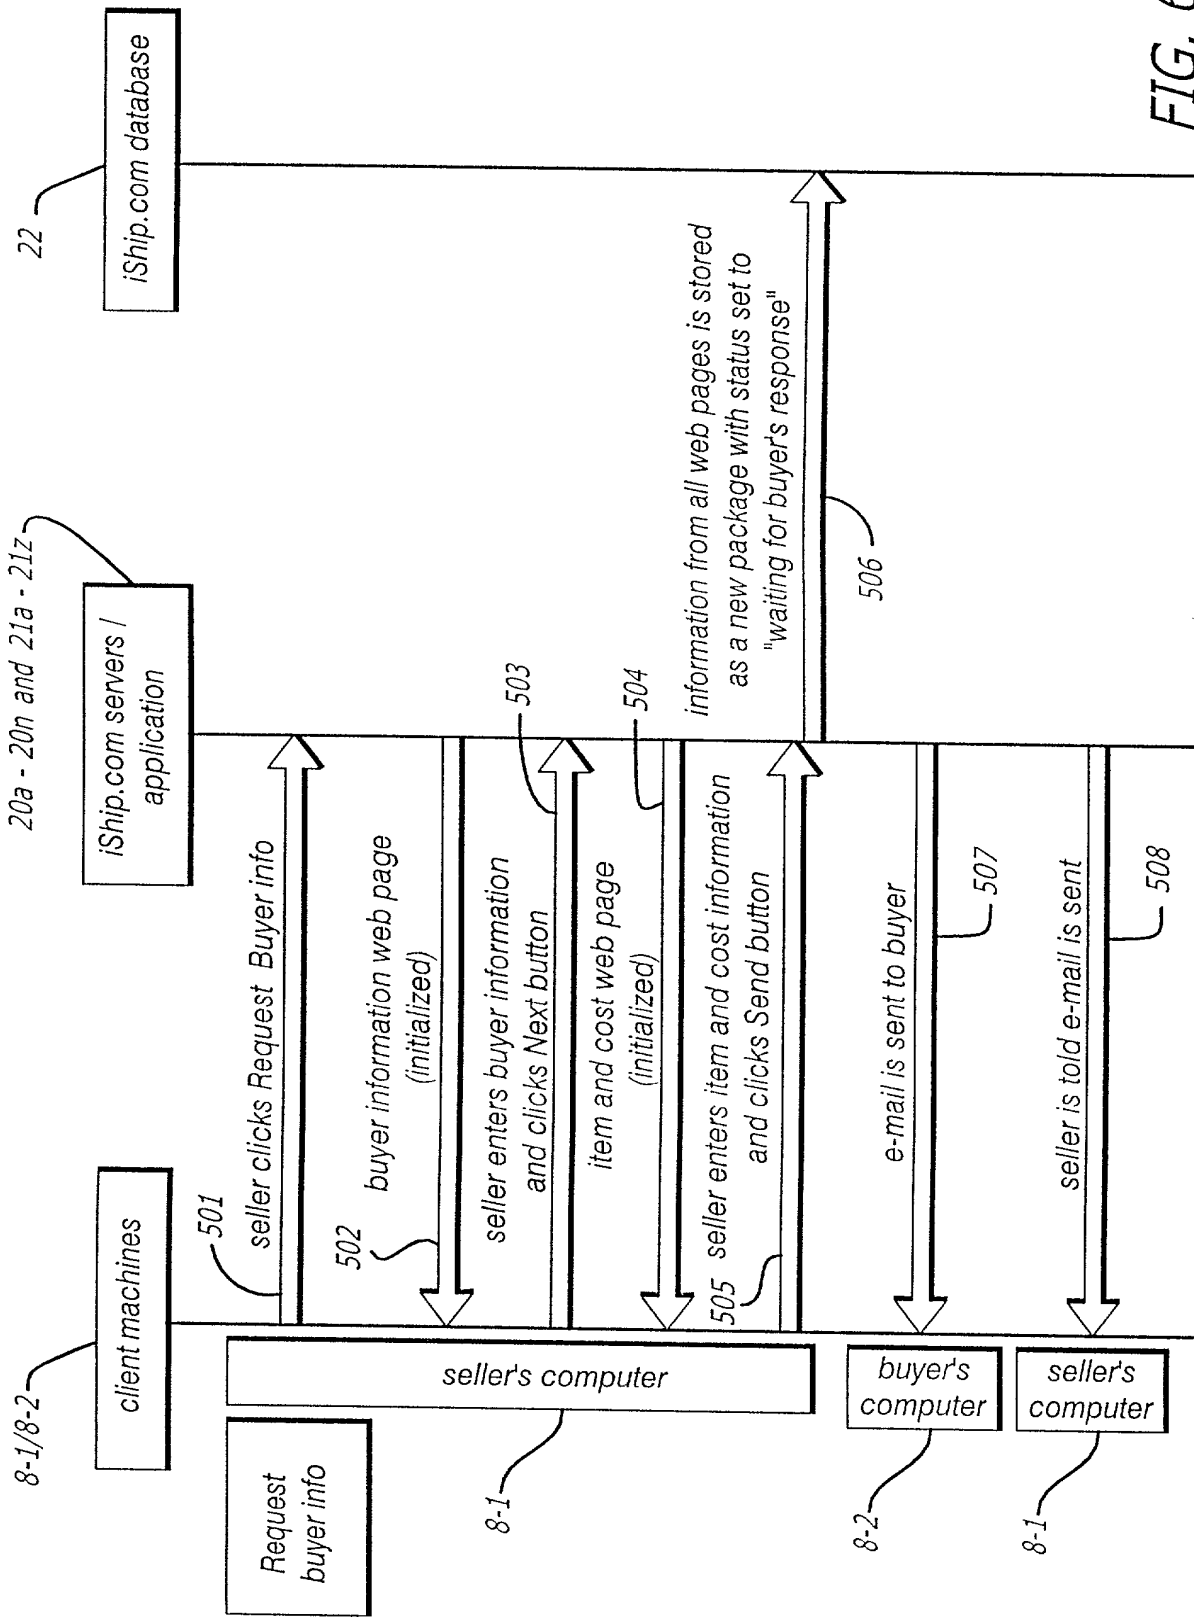 8-1/8-2
client machines
20a - 20n and 21a - 21z
iShip.com servers /
application
22
iShip.com database
Request
buyer info
seller's computer
8-1
501
seller clicks Request Buyer info
502
buyer information web page
(initialized)
seller enters buyer information
and clicks Next button
503
item and cost web page
(initialized)
504
505
seller enters item and cost information
and clicks Send button
information from all web pages is stored
as a new package with status set to
"waiting for buyer's response"
506
buyer's
computer
8-2
e-mail is sent to buyer
507
seller's
computer
8-1
seller is told e-mail is sent
508
FIG. 6